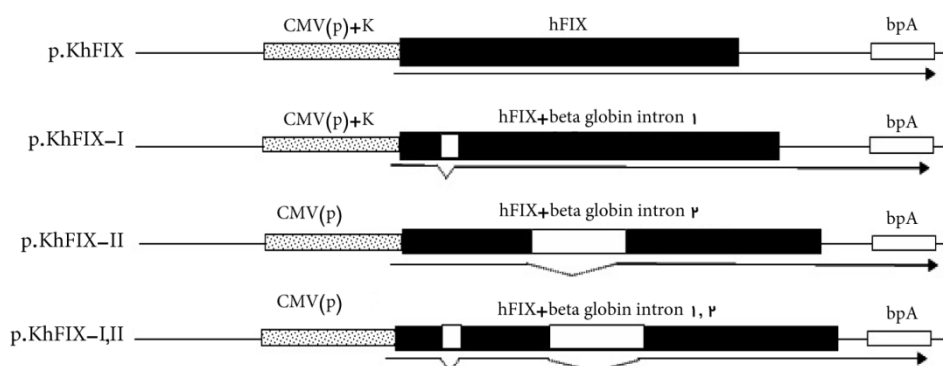 CMV(p)+K hFIX bpA
p.KhFIX
CMV(p)+K hFIX+beta globin intron ۱ bpA
p.KhFIX-I
CMV(p) hFIX+beta globin intron ۲ bpA
p.KhFIX-II
CMV(p) hFIX+beta globin intron ۱, ۲ bpA
p.KhFIX-I,II